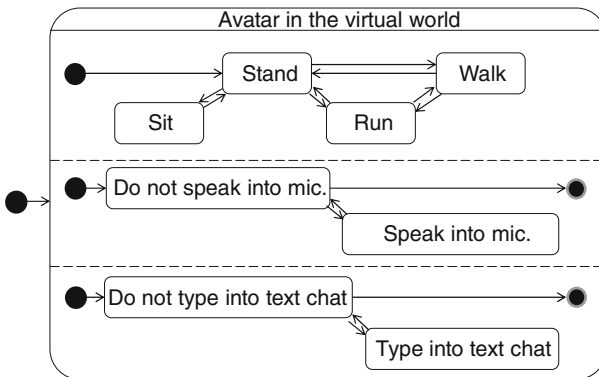 Avatar in the virtual world
Stand
Walk
Sit
Run
Do not speak into mic.
Speak into mic.
Do not type into text chat
Type into text chat